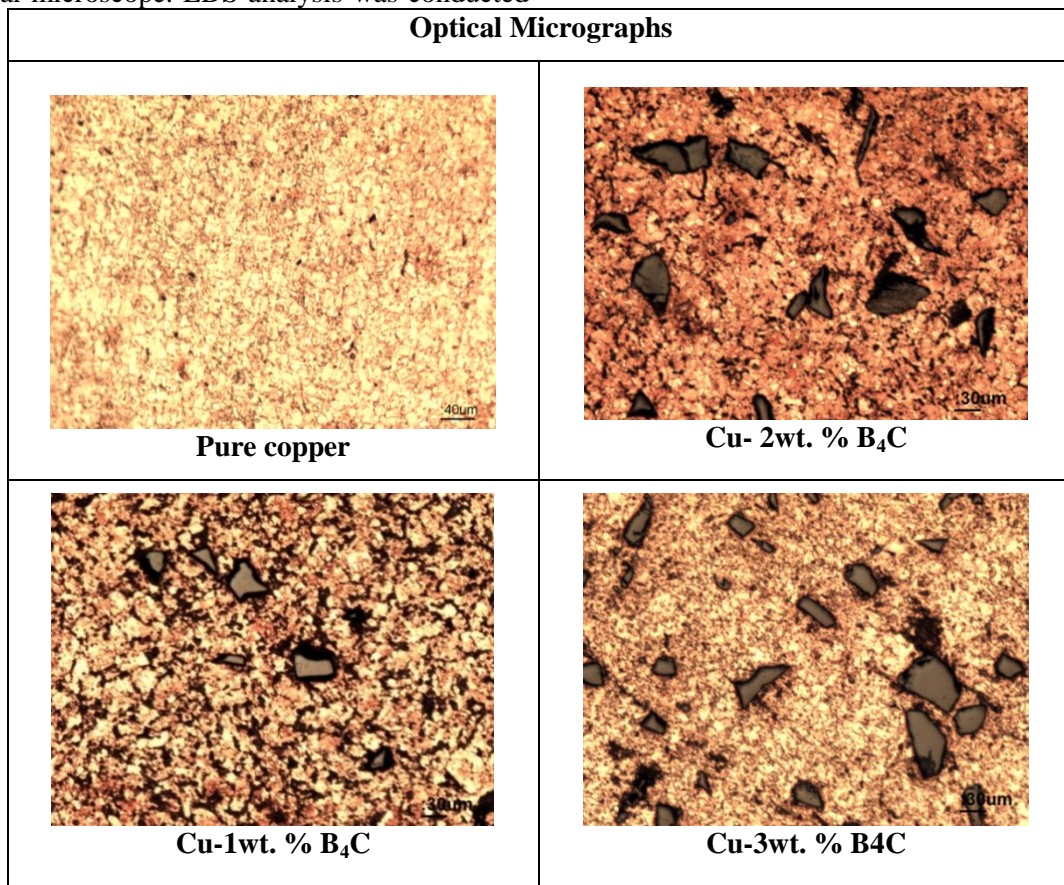 Optical Micrographs
40um
Pure copper
30um
Cu- 2wt. % B₄C
30um
Cu-1wt. % B₄C
30um
Cu-3wt. % B4C